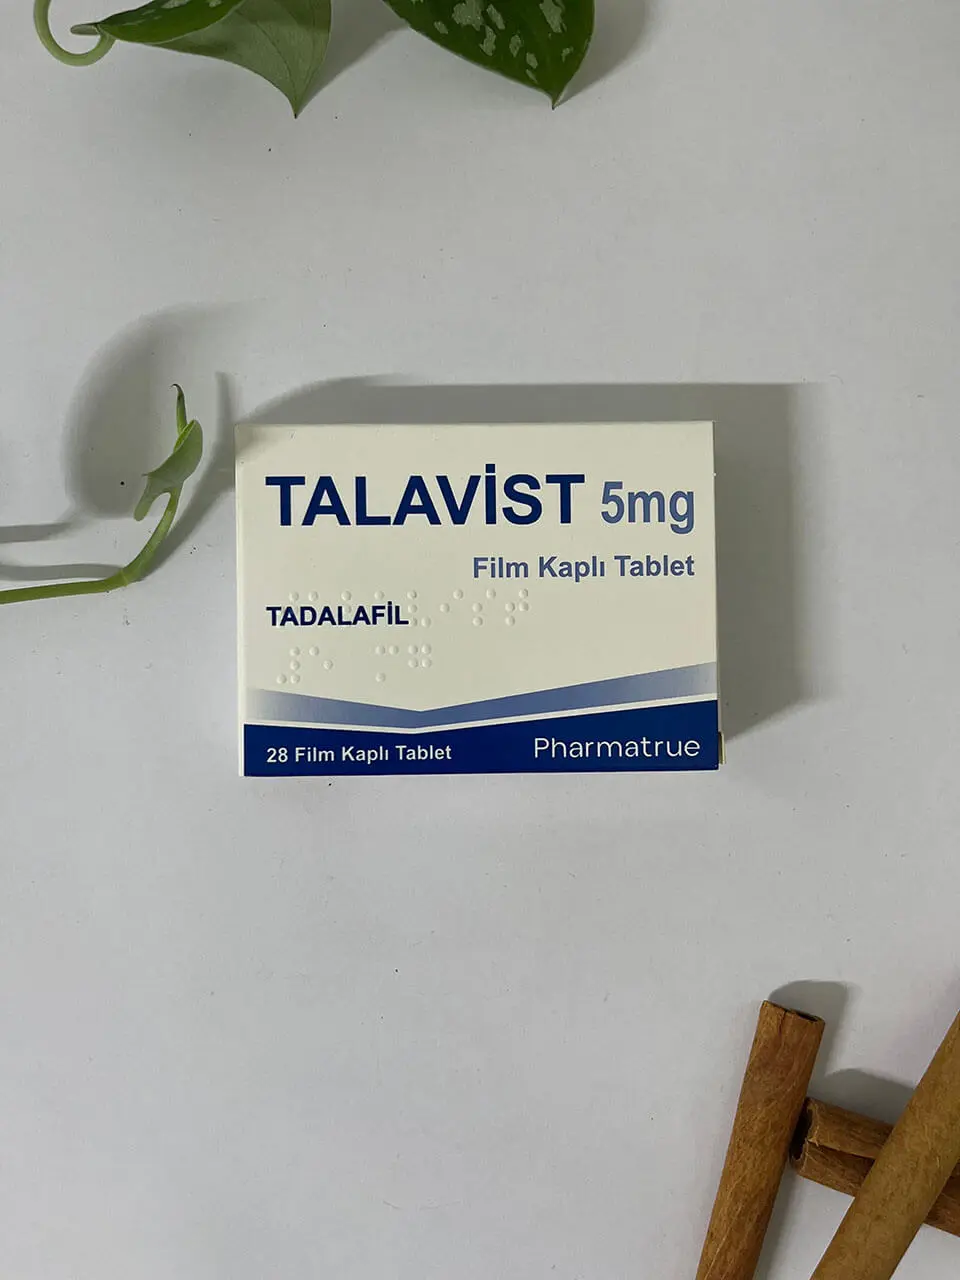 TALAVİST 5mg
Film Kaplı Tablet
TADALAFİL
28 Film Kaplı Tablet
Pharmatrue